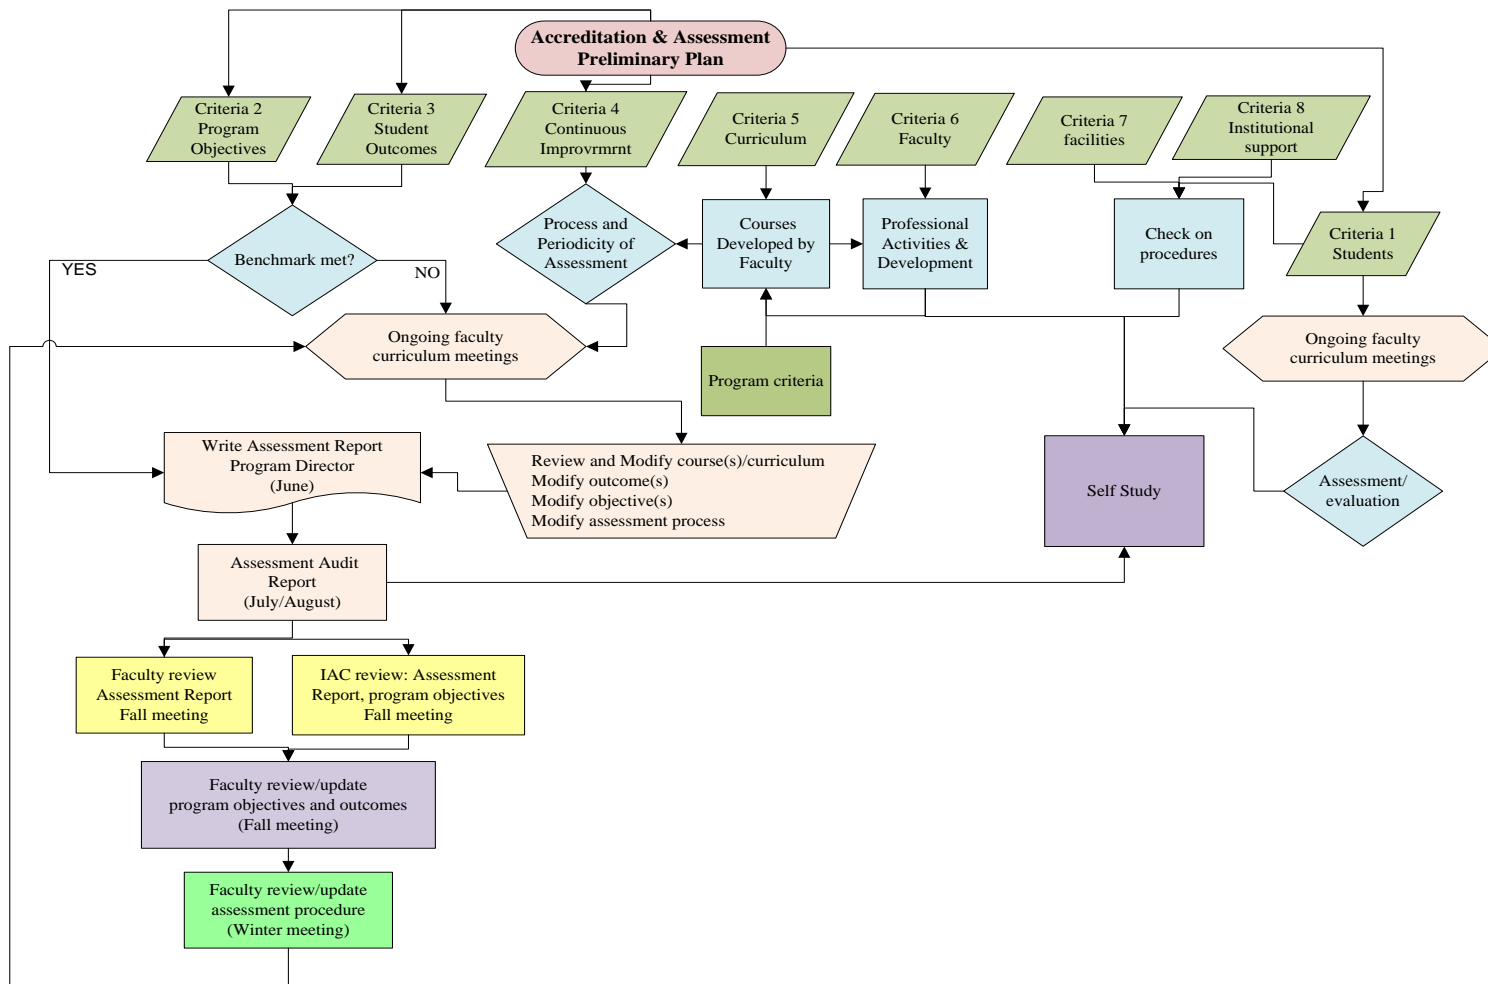 Accreditation & Assessment
Preliminary Plan
Criteria 2
Program
Objectives
Criteria 3
Student
Outcomes
Criteria 4
Continuous
Improvrmrnt
Criteria 5
Curriculum
Criteria 6
Faculty
Criteria 7
facilities
Criteria 8
Institutional
support
Benchmark met?
YES
NO
Process and
Periodicity of
Assessment
Courses
Developed by
Faculty
Professional
Activities &
Development
Check on
procedures
Criteria 1
Students
Ongoing faculty
curriculum meetings
Program criteria
Ongoing faculty
curriculum meetings
Write Assessment Report
Program Director
(June)
Review and Modify course(s)/curriculum
Modify outcome(s)
Modify objective(s)
Modify assessment process
Self Study
Assessment/
evaluation
Assessment Audit
Report
(July/August)
Faculty review
Assessment Report
Fall meeting
IAC review: Assessment
Report, program objectives
Fall meeting
Faculty review/update
program objectives and outcomes
(Fall meeting)
Faculty review/update
assessment procedure
(Winter meeting)